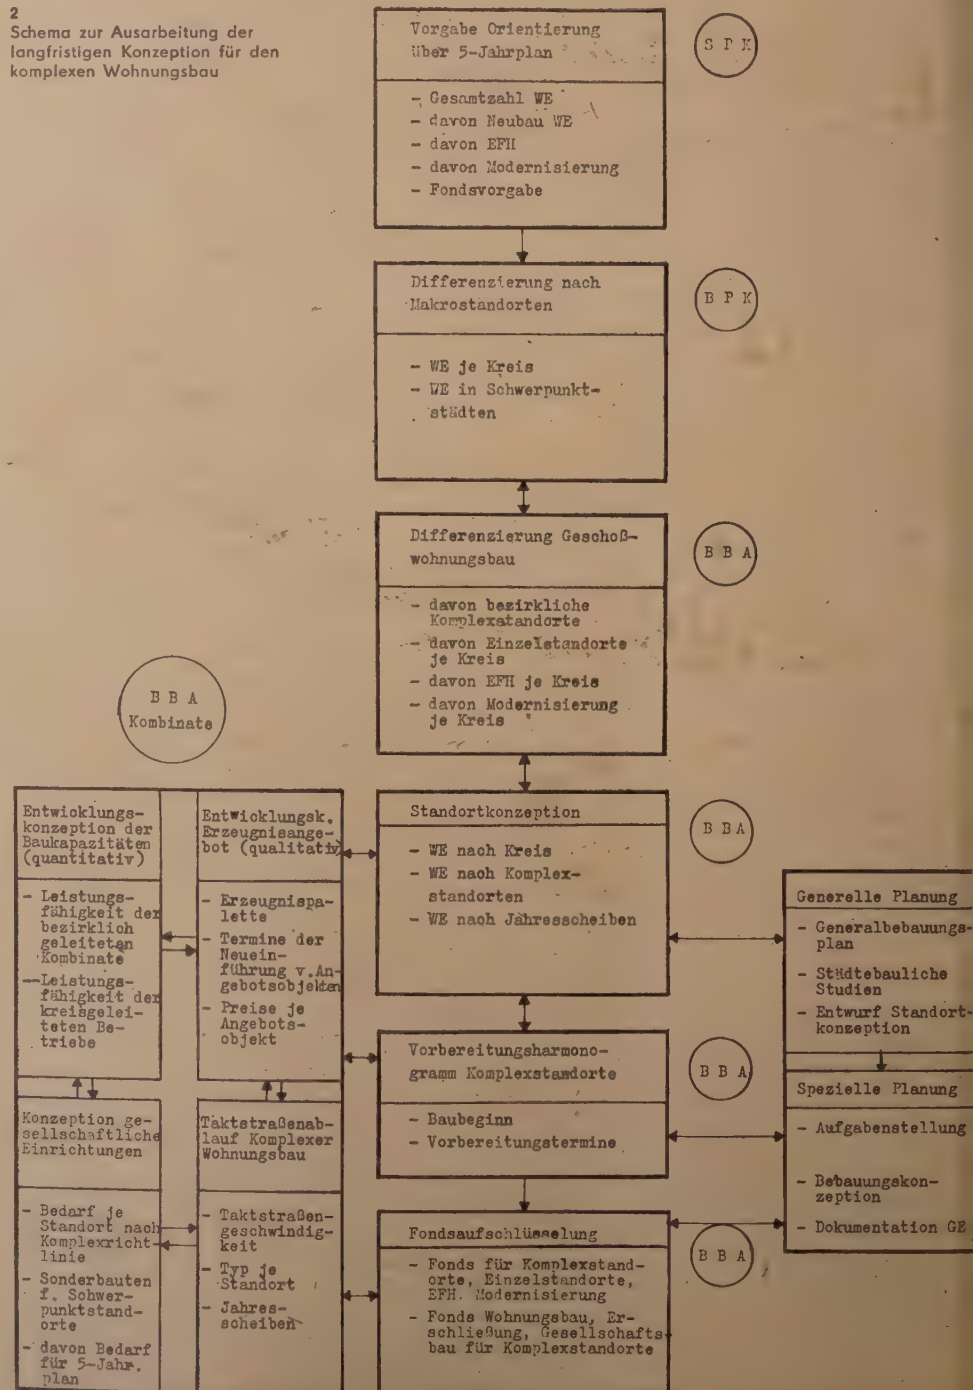 2
Schema zur Ausarbeitung der
langfristigen Konzeption für den
komplexen Wohnungsbau
Vorgabe Orientierung
über 5-Jahrplan
- Gesamtzahl WE
- davon Neubau WE
- davon EFH
- davon Modernisierung
- Fondsvorgabe
S P K
Differenzierung nach
Makrostandorten
- WE je Kreis
- WE in Schwerpunkt-
städten
B P K
Differenzierung Geschoß-
wohnungsbau
- davon bezirkliche
Komplexstandorte
- davon Einzelstandorte
je Kreis
- davon EFH je Kreis
- davon Modernisierung
je Kreis
B B A
B B A
Kombinate
Entwicklungs-
konzeption der
Baukapazitäten
(quantitativ)
- Leistungs-
fähigkeit der
bezirklich
geleiteten
Kombinate
- Leistungs-
fähigkeit der
kreisgelei-
teten Be-
triebe
Entwicklungsk.
Erzeugnisange-
bot (qualitativ)
- Erzeugnispa-
lette
- Termine der
Neuein-
führung v.An-
gebotsobjekten
- Preise je
Angebots-
objekt
Standortkonzeption
- WE nach Kreis
- WE nach Komplex-
standorten
- WE nach Jahresscheiben
B B A
Generelle Planung
- Generalbebauungs-
plan
- Städtebauliche
Studien
- Entwurf Standort-
konzeption
Vorbereitungsharmono-
gramm Komplexstandorte
- Baubeginn
- Vorbereitungstermine
B B A
Spezielle Planung
- Aufgabenstellung
- Bebauungskon-
zeption
- Dokumentation GE
Konzeption ge-
sellschaftliche
Einrichtungen
- Bedarf je
Standort nach
Komplexricht-
linie
- Sonderbauten
f. Schwer-
punktstand-
orte
- davon Bedarf
für 5-Jahr.
plan
Taktstraßenab-
lauf Komplexer
Wohnungsbau
- Taktstraßen-
geschwindig-
keit
- Typ je
Standort
- Jahres-
scheiben
Fondsaufschlüsselung
- Fonds für Komplexstand-
orte, Einzelstandorte,
EFH. Modernisierung
- Fonds Wohnungsbau, Er-
schließung, Gesellschafts-
bau für Komplexstandorte
B B A